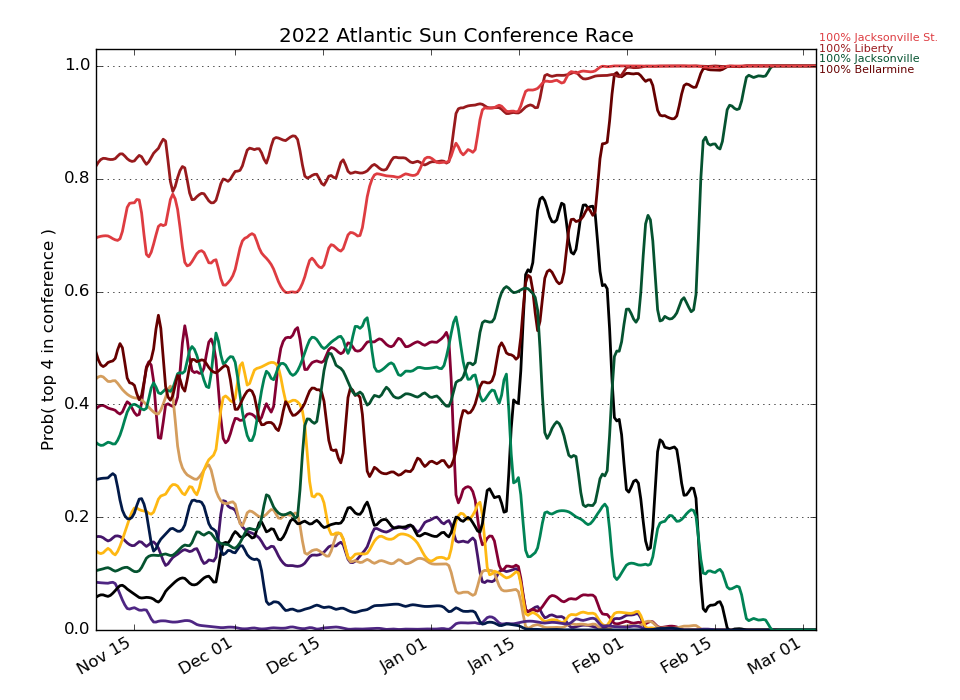 2022 Atlantic Sun Conference Race
100% Jacksonville St.
100% Liberty
100% Jacksonville
100% Bellarmine
Prob( top 4 in conference )
1.0
0.8
0.6
0.4
0.2
0.0
Nov 15
Dec 01
Dec 15
Jan 01
Jan 15
Feb 01
Feb 15
Mar 01